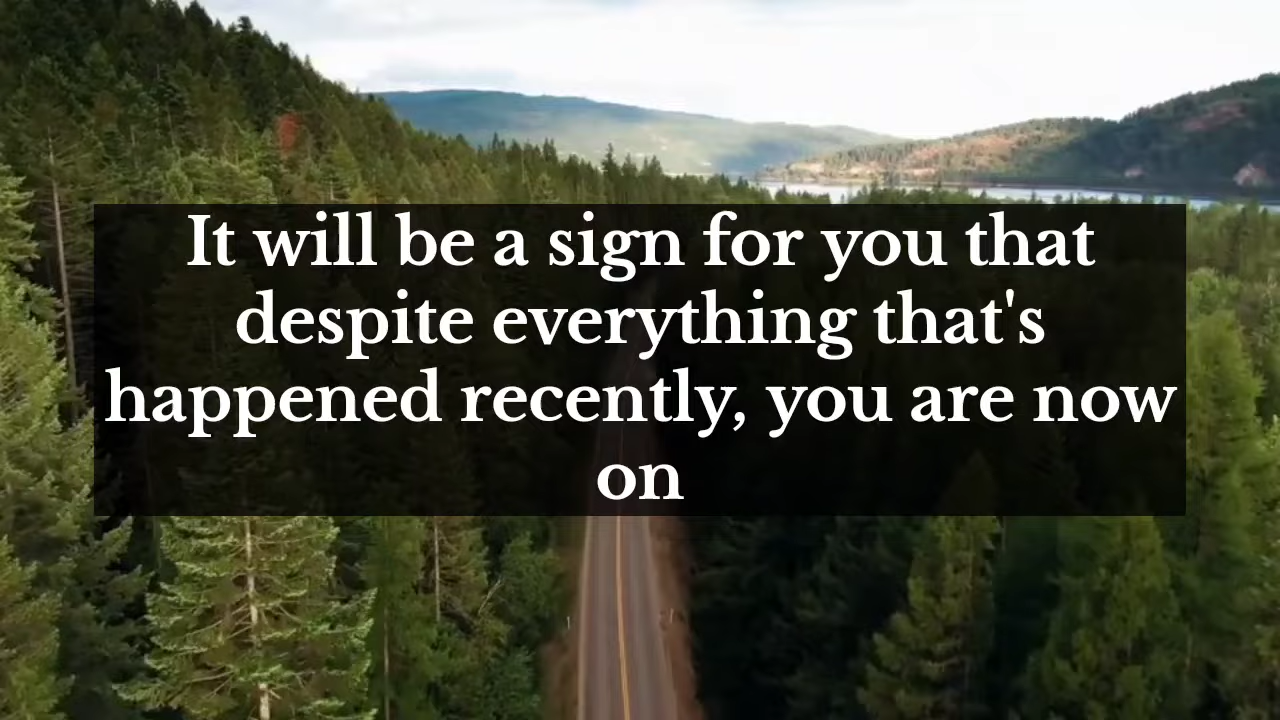 It will be a sign for you that
despite everything that's
happened recently, you are now
on